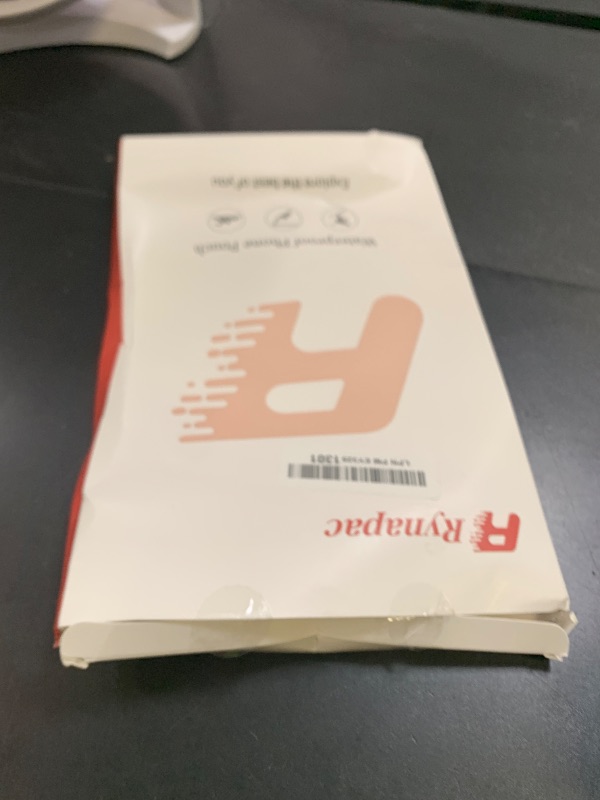 Rynapac
Waterproof Phone Pouch
Explore the best of you